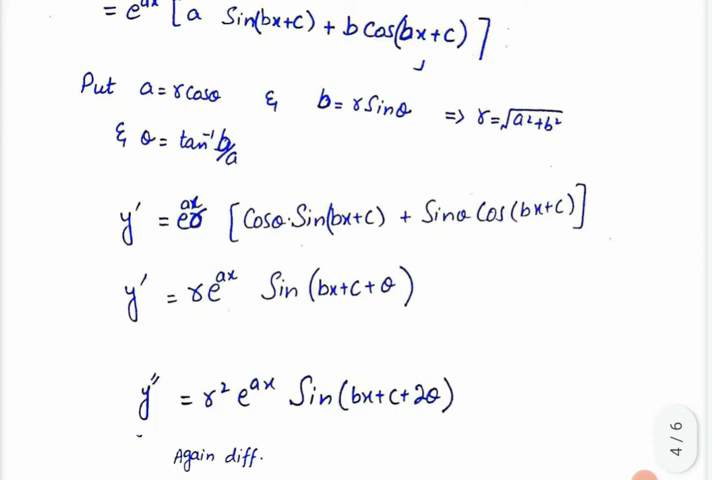 = e^{ax} [a Sin(bx+c) + b Cos(bx+c)]
Put a = r cosθ & b = r Sinθ => r = √a²+b²
& θ = tan⁻¹ b/a
y' = e^{ax} r [Cosθ·Sin(bx+c) + Sinθ Cos(bx+c)]
y' = r e^{ax} Sin (bx+c+θ)
y" = r² e^{ax} Sin(bx+c+2θ)
Again diff.
4/6